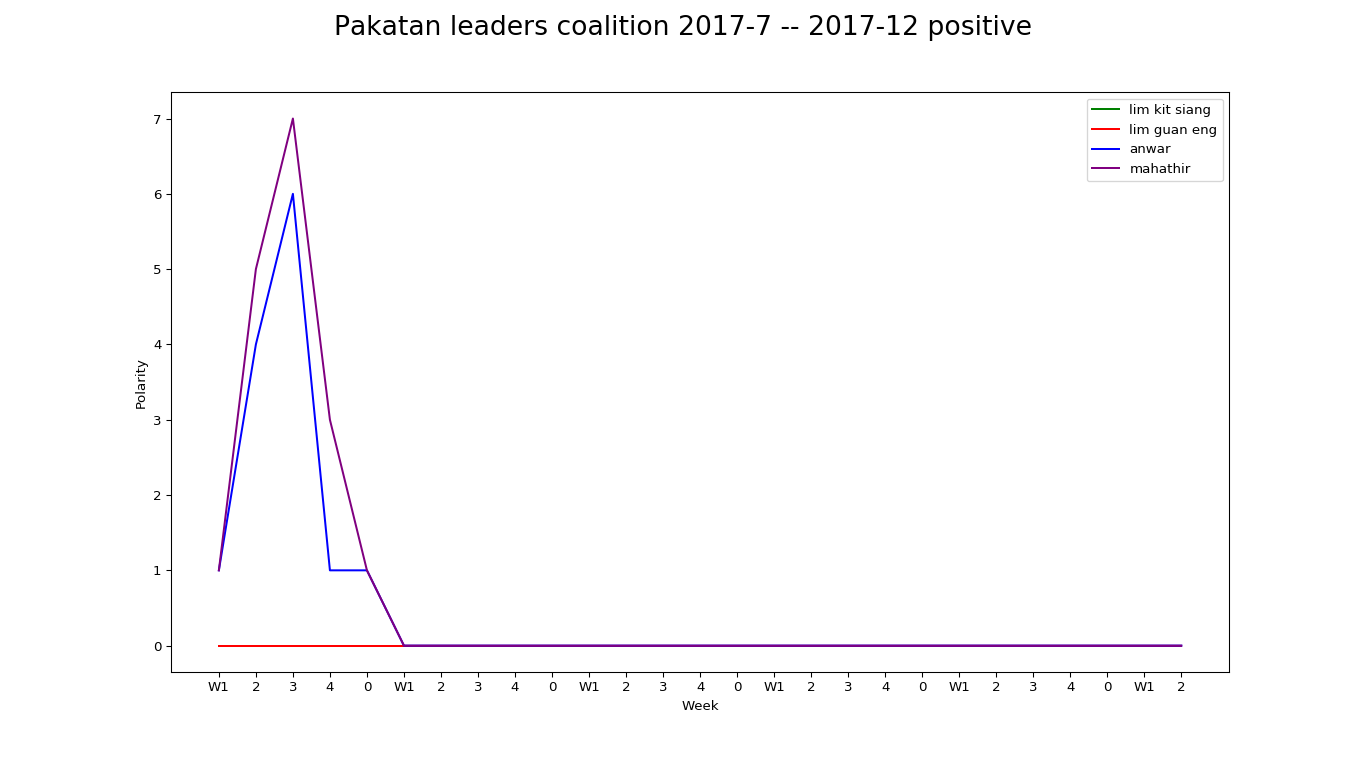 Pakatan leaders coalition 2017-7 -- 2017-12 positive
lim kit siang
lim guan eng
anwar
mahathir
7
6
5
4
3
2
1
0
Polarity
W1 2 3 4 0 W1 2 3 4 0 W1 2 3 4 0 W1 2 3 4 0 W1 2 3 4 0 W1 2
Week